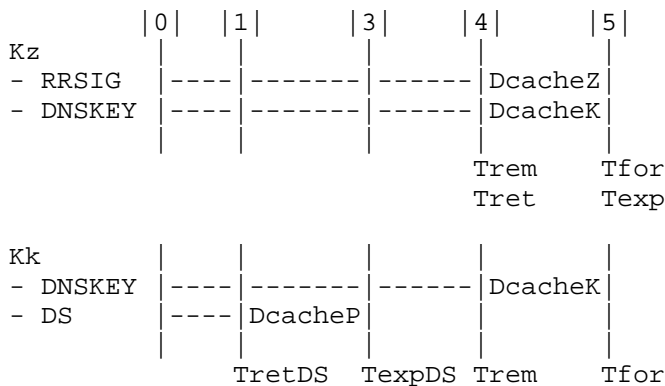 |0|  |1|     |3|    |4|     |5|
Kz       |    |       |      |       |
- RRSIG  |----|-------|------|DcacheZ|
- DNSKEY |----|-------|------|DcacheK|
         |    |       |      |       |
                             Trem    Tfor
                             Tret    Texp
Kk       |    |       |      |       |
- DNSKEY |----|-------|------|DcacheK|
- DS     |----|DcacheP|      |       |
         |    |       |      |       |
             TretDS  TexpDS Trem    Tfor